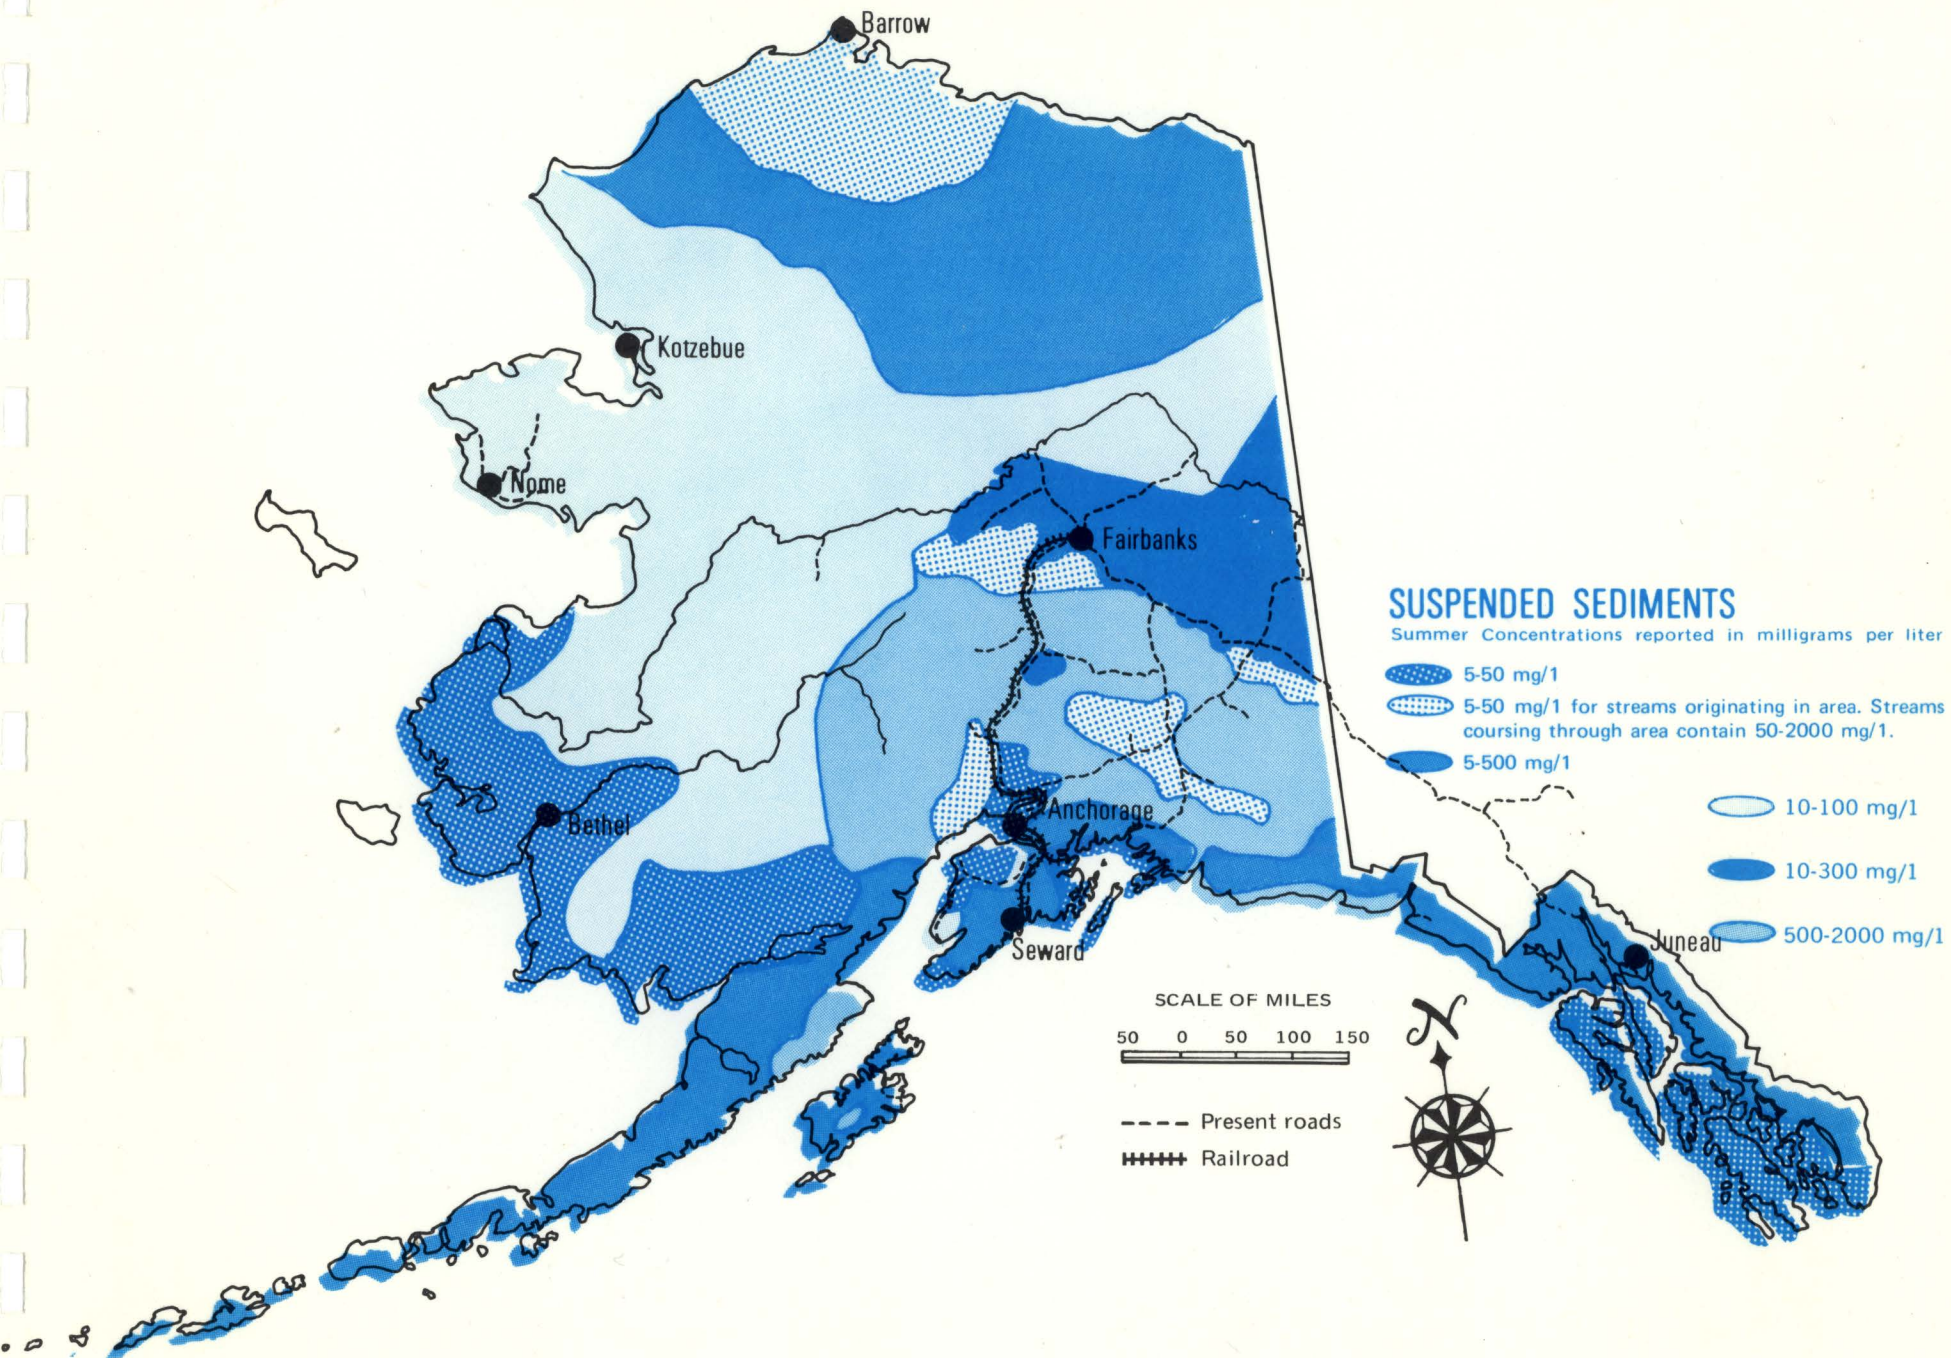 Barrow
Kotzebue
Nome
Fairbanks
SUSPENDED SEDIMENTS
Summer Concentrations reported in milligrams per liter
5-50 mg/1
5-50 mg/1 for streams originating in area. Streams
coursing through area contain 50-2000 mg/1.
5-500 mg/1
10-100 mg/1
10-300 mg/1
500-2000 mg/1
Anchorage
Bethel
Seward
Juneau
SCALE OF MILES
50 0 50 100 150
N
Present roads
Railroad